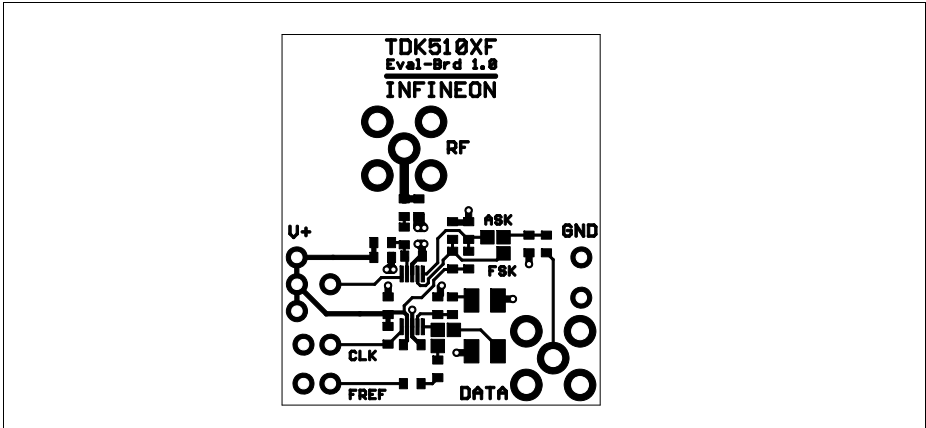 TDK510XF
Eval-Brd 1.0
INFINEON
RF
ASK
V+
GND
FSK
CLK
FREF
DATA